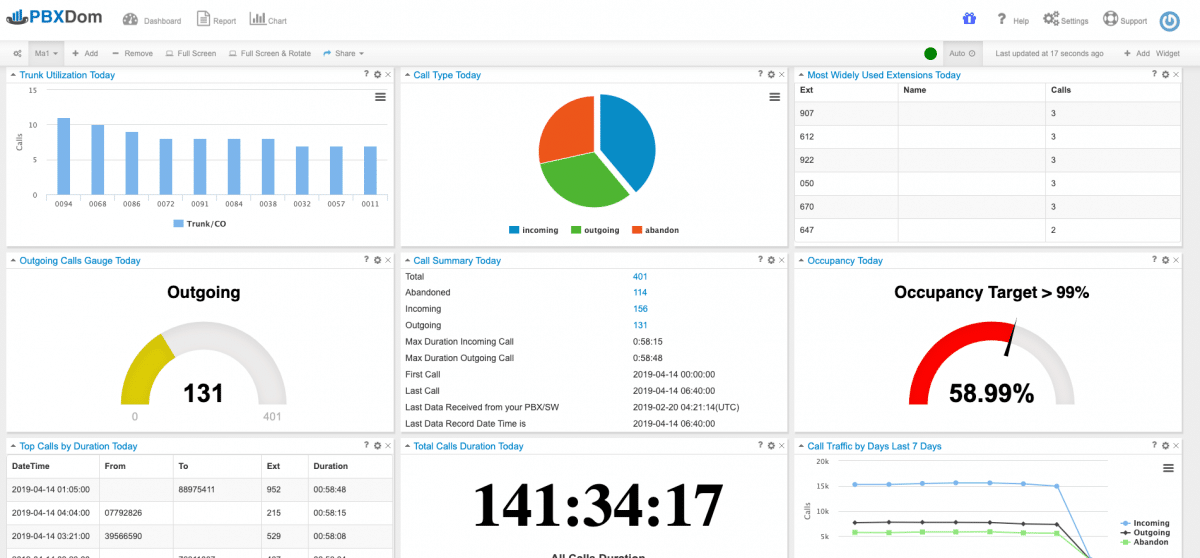 PBXDom Dashboard Report Chart Help Settings Support
Ma1 Add Remove Full Screen Full Screen & Rotate Share Auto Last updated at 17 seconds ago Add Widget
Trunk Utilization Today
15
10
5
0
Calls
0094 0068 0086 0072 0091 0084 0038 0032 0057 0011
Trunk/CO
Call Type Today
incoming outgoing abandon
Most Widely Used Extensions Today
Ext Name Calls
907 3
612 3
922 3
050 3
670 3
647 2
Outgoing Calls Gauge Today
Outgoing
131
0 401
Call Summary Today
Total 401
Abandoned 114
Incoming 156
Outgoing 131
Max Duration Incoming Call 0:58:15
Max Duration Outgoing Call 0:58:48
First Call 2019-04-14 00:00:00
Last Call 2019-04-14 06:40:00
Last Data Received from your PBX/SW 2019-02-20 04:21:14(UTC)
Last Data Record Date Time is 2019-04-14 06:40:00
Occupancy Today
Occupancy Target > 99%
58.99%
Top Calls by Duration Today
DateTime From To Ext Duration
2019-04-14 01:05:00 88975411 952 00:58:48
2019-04-14 04:04:00 07792826 215 00:58:15
2019-04-14 03:21:00 39566590 529 00:58:08
Total Calls Duration Today
141:34:17
All Calls Duration
Call Traffic by Days Last 7 Days
20k
15k
10k
5k
Calls
Incoming
Outgoing
Abandon